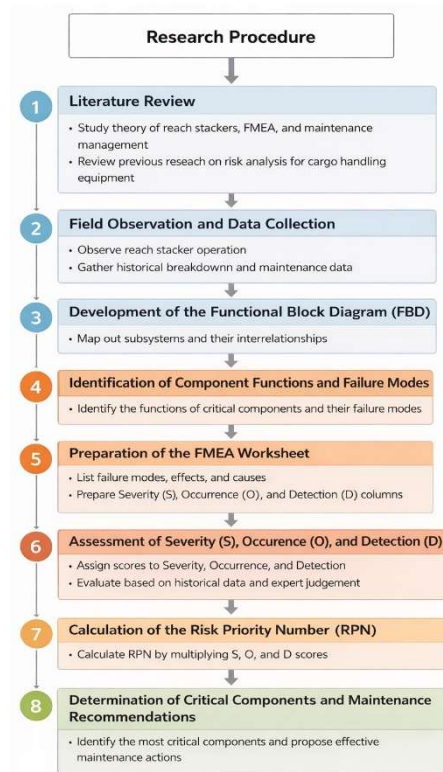 Research Procedure
1
Literature Review
• Study theory of reach stackers, FMEA, and maintenance
management
• Review previous reseach on risk analysis for cargo handling
equipment
2
Field Observation and Data Collection
• Observe reach stacker operation
• Gather historical breakdownn and maintenance data
3
Development of the Functional Block Diagram (FBD)
• Map out subsystems and their interrelationships
4
Identification of Component Functions and Failure Modes
• Identify the functions of critical components and their failure modes
5
Preparation of the FMEA Worksheet
• List failure modes, effects, and causes
• Prepare Severity (S), Occurrence (O), and Detection (D) columns
6
Assessment of Severity (S), Occurence (O), and Detection (D)
• Assign scores to Severity, Occurrence, and Detection
• Evaluate based on historical data and expert judgement
7
Calculation of the Risk Priority Number (RPN)
• Calculate RPN by multiplying S, O, and D scores
8
Determination of Critical Components and Maintenance
Recommendations
• Identify the most critical components and propose effective
maintenance actions